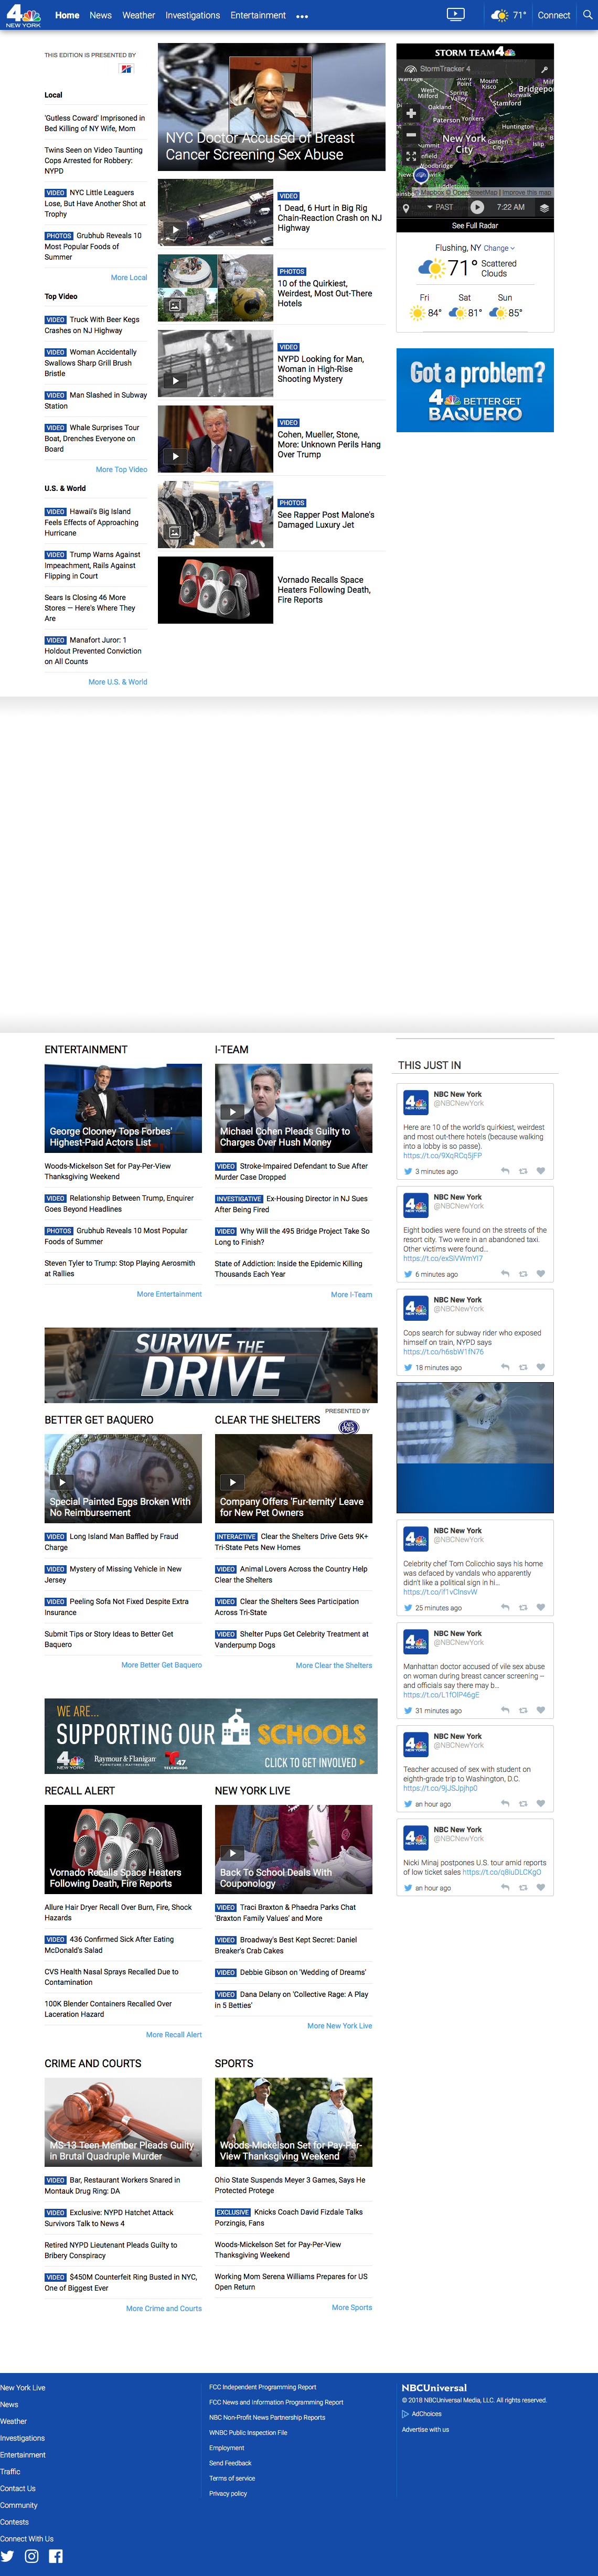 4
NEW YORK
Home
News
Weather
Investigations
Entertainment
71°
Connect
THIS EDITION IS PRESENTED BY
Local
'Gutless Coward' Imprisoned in
Bed Killing of NY Wife, Mom
Twins Seen on Video Taunting
Cops Arrested for Robbery:
NYPD
VIDEO NYC Little Leaguers
Lose, But Have Another Shot at
Trophy
PHOTOS Grubhub Reveals 10
Most Popular Foods of
Summer
More Local
Top Video
VIDEO Truck With Beer Kegs
Crashes on NJ Highway
VIDEO Woman Accidentally
Swallows Sharp Grill Brush
Bristle
VIDEO Man Slashed in Subway
Station
VIDEO Whale Surprises Tour
Boat, Drenches Everyone on
Board
More Top Video
U.S. & World
VIDEO Hawaii's Big Island
Feels Effects of Approaching
Hurricane
VIDEO Trump Warns Against
Impeachment, Rails Against
Flipping in Court
Sears Is Closing 46 More
Stores — Here's Where They
Are
VIDEO Manafort Juror: 1
Holdout Prevented Conviction
on All Counts
More U.S. & World
NYC Doctor Accused of Breast
Cancer Screening Sex Abuse
VIDEO
1 Dead, 6 Hurt in Big Rig
Chain-Reaction Crash on NJ
Highway
PHOTOS
10 of the Quirkiest,
Weirdest, Most Out-There
Hotels
VIDEO
NYPD Looking for Man,
Woman in High-Rise
Shooting Mystery
VIDEO
Cohen, Mueller, Stone,
More: Unknown Perils Hang
Over Trump
PHOTOS
See Rapper Post Malone's
Damaged Luxury Jet
Vornado Recalls Space
Heaters Following Death,
Fire Reports
STORM TEAM 4
StormTracker 4
West Milford
Spring Valley
Mount Kisco
Norwalk
Bridgepo
Stamford
Oakland
Paterson
Yonkers
Huntington
New York
City
Garden City
Islip
© Mapbox © OpenStreetMap | Improve this map
PAST
7:22 AM
See Full Radar
Flushing, NY Change
71° Scattered
Clouds
Fri
Sat
Sun
84°
81°
85°
Got a problem?
4 BETTER GET
BAQUERO
ENTERTAINMENT
George Clooney Tops Forbes'
Highest-Paid Actors List
Woods-Mickelson Set for Pay-Per-View
Thanksgiving Weekend
VIDEO Relationship Between Trump, Enquirer
Goes Beyond Headlines
PHOTOS Grubhub Reveals 10 Most Popular
Foods of Summer
Steven Tyler to Trump: Stop Playing Aerosmith
at Rallies
More Entertainment
I-TEAM
Michael Cohen Pleads Guilty to
Charges Over Hush Money
VIDEO Stroke-Impaired Defendant to Sue After
Murder Case Dropped
INVESTIGATIVE Ex-Housing Director in NJ Sues
After Being Fired
VIDEO Why Will the 495 Bridge Project Take So
Long to Finish?
State of Addiction: Inside the Epidemic Killing
Thousands Each Year
More I-Team
SURVIVE THE
DRIVE
BETTER GET BAQUERO
Special Painted Eggs Broken With
No Reimbursement
VIDEO Long Island Man Baffled by Fraud
Charge
VIDEO Mystery of Missing Vehicle in New
Jersey
VIDEO Peeling Sofa Not Fixed Despite Extra
Insurance
Submit Tips or Story Ideas to Better Get
Baquero
More Better Get Baquero
CLEAR THE SHELTERS
PRESENTED BY
Company Offers 'Fur-ternity' Leave
for New Pet Owners
INTERACTIVE Clear the Shelters Drive Gets 9K+
Tri-State Pets New Homes
VIDEO Animal Lovers Across the Country Help
Clear the Shelters
VIDEO Clear the Shelters Sees Participation
Across Tri-State
VIDEO Shelter Pups Get Celebrity Treatment at
Vanderpump Dogs
More Clear the Shelters
WE ARE...
SUPPORTING OUR SCHOOLS
4 NEW YORK
Raymour & Flanigan
FURNITURE | MATTRESSES
47
TELEMUNDO
CLICK TO GET INVOLVED
RECALL ALERT
Vornado Recalls Space Heaters
Following Death, Fire Reports
Allure Hair Dryer Recall Over Burn, Fire, Shock
Hazards
VIDEO 436 Confirmed Sick After Eating
McDonald's Salad
CVS Health Nasal Sprays Recalled Due to
Contamination
100K Blender Containers Recalled Over
Laceration Hazard
More Recall Alert
NEW YORK LIVE
Back To School Deals With
Couponology
VIDEO Traci Braxton & Phaedra Parks Chat
'Braxton Family Values' and More
VIDEO Broadway's Best Kept Secret: Daniel
Breaker's Crab Cakes
VIDEO Debbie Gibson on 'Wedding of Dreams'
VIDEO Dana Delany on 'Collective Rage: A Play
in 5 Betties'
More New York Live
CRIME AND COURTS
MS-13 Teen Member Pleads Guilty
in Brutal Quadruple Murder
VIDEO Bar, Restaurant Workers Snared in
Montauk Drug Ring: DA
VIDEO Exclusive: NYPD Hatchet Attack
Survivors Talk to News 4
Retired NYPD Lieutenant Pleads Guilty to
Bribery Conspiracy
VIDEO $450M Counterfeit Ring Busted in NYC,
One of Biggest Ever
More Crime and Courts
SPORTS
Woods-Mickelson Set for Pay-Per-
View Thanksgiving Weekend
Ohio State Suspends Meyer 3 Games, Says He
Protected Protege
EXCLUSIVE Knicks Coach David Fizdale Talks
Porzingis, Fans
Woods-Mickelson Set for Pay-Per-View
Thanksgiving Weekend
Working Mom Serena Williams Prepares for US
Open Return
More Sports
THIS JUST IN
NBC New York
@NBCNewYork
Here are 10 of the world's quirkiest, weirdest
and most out-there hotels (because walking
into a lobby is so passe).
https://t.co/9XqRCq5jFP
3 minutes ago
NBC New York
@NBCNewYork
Eight bodies were found on the streets of the
resort city. Two were in an abandoned taxi.
Other victims were found...
https://t.co/exSiVWmYl7
6 minutes ago
NBC New York
@NBCNewYork
Cops search for subway rider who exposed
himself on train, NYPD says
https://t.co/h6sbW1fN76
18 minutes ago
NBC New York
@NBCNewYork
Celebrity chef Tom Colicchio says his home
was defaced by vandals who apparently
didn't like a political sign in hi...
https://t.co/if1vCInsvW
25 minutes ago
NBC New York
@NBCNewYork
Manhattan doctor accused of vile sex abuse
on woman during breast cancer screening --
and officials say there may b...
https://t.co/L1fOlP46gE
31 minutes ago
NBC New York
@NBCNewYork
Teacher accused of sex with student on
eighth-grade trip to Washington, D.C.
https://t.co/9jJSJpjhp0
an hour ago
NBC New York
@NBCNewYork
Nicki Minaj postpones U.S. tour amid reports
of low ticket sales https://t.co/q8iuDLCKgO
an hour ago
New York Live
News
Weather
Investigations
Entertainment
Traffic
Contact Us
Community
Contests
Connect With Us
FCC Independent Programming Report
FCC News and Information Programming Report
NBC Non-Profit News Partnership Reports
WNBC Public Inspection File
Employment
Send Feedback
Terms of service
Privacy policy
NBCUniversal
© 2018 NBCUniversal Media, LLC. All rights reserved.
AdChoices
Advertise with us